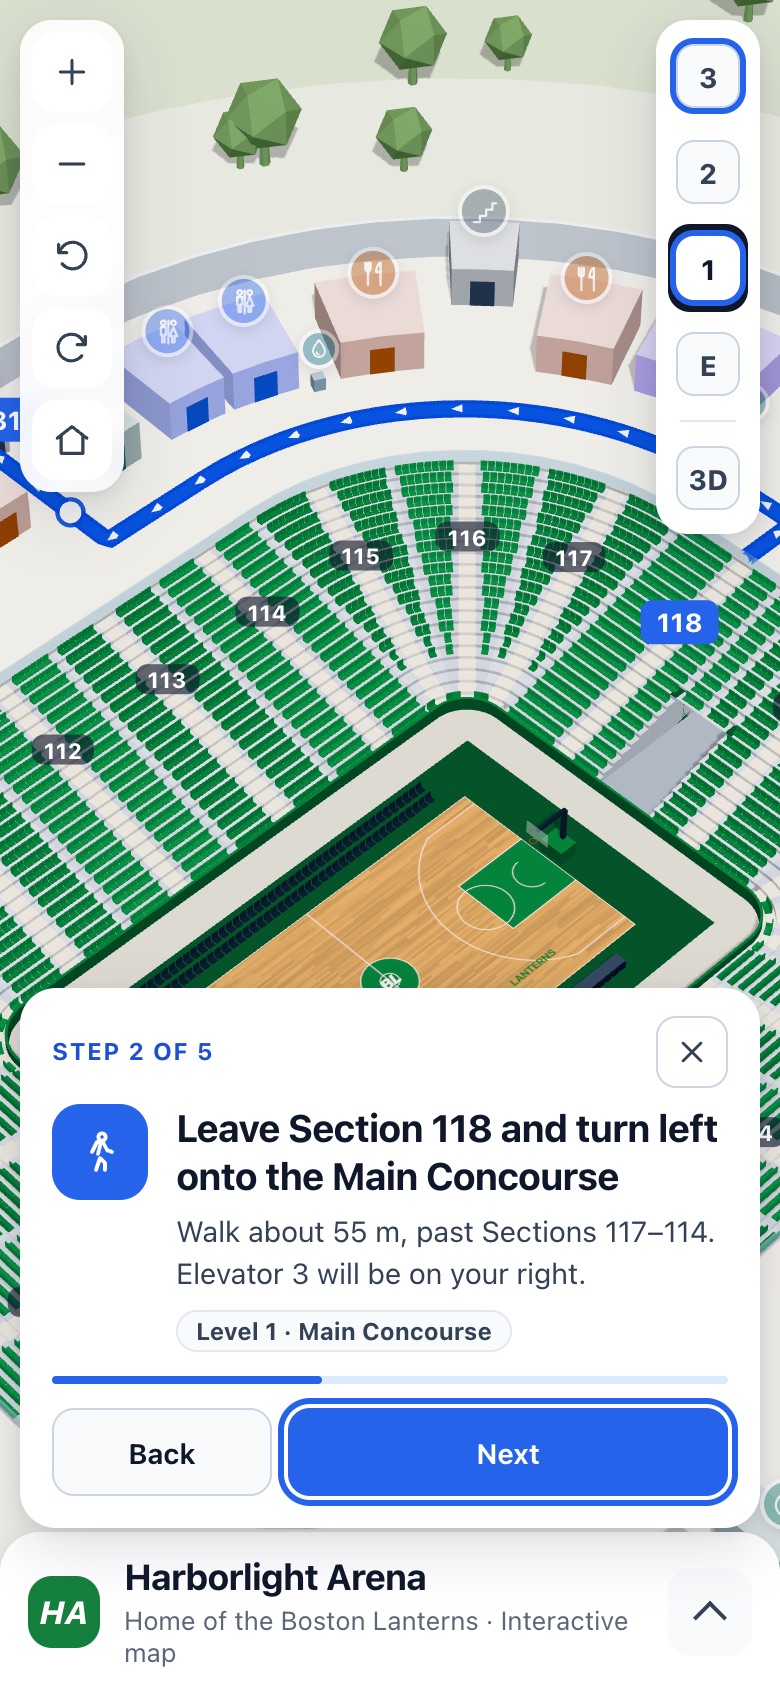 3
2
1
E
3D
31
115
116
117
114
118
113
112
LANTERNS
STEP 2 OF 5
Leave Section 118 and turn left
onto the Main Concourse
Walk about 55 m, past Sections 117–114.
Elevator 3 will be on your right.
Level 1 · Main Concourse
4
Back
Next
HA
Harborlight Arena
Home of the Boston Lanterns · Interactive
map